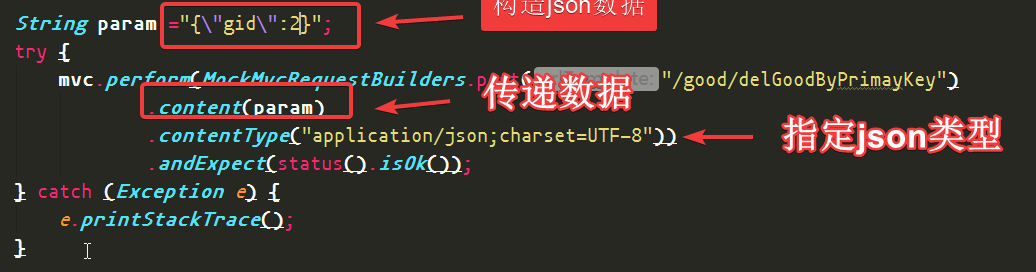 构造json数据
String param ="{\"gid\":2}";
try {
mvc.perform(MockMvcRequestBuilders. "/good/delGoodByPrimayKey")
传递数据
.content(param)
.contentType("application/json;charset=UTF-8"))
指定json类型
.andExpect(status().isOk());
} catch (Exception e) {
e.printStackTrace();
}